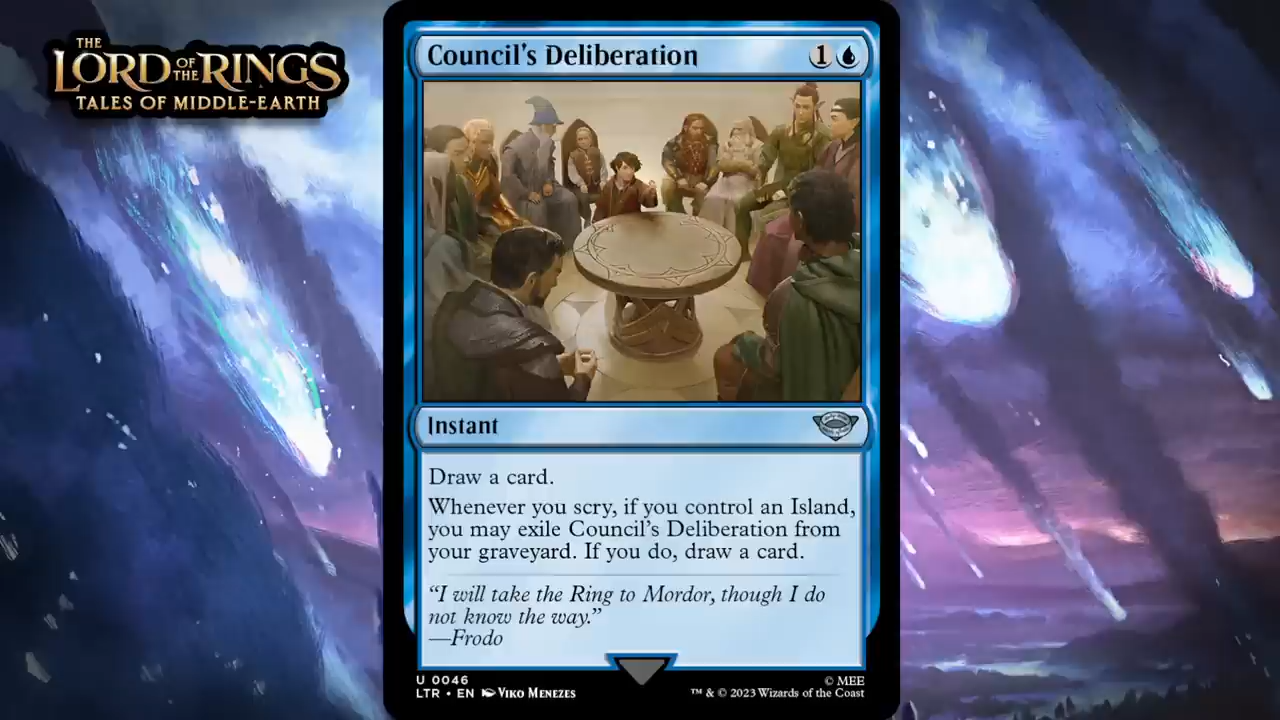 THE
LORD OF THE RINGS
TALES OF MIDDLE-EARTH
Council's Deliberation 1
Instant
Draw a card.
Whenever you scry, if you control an Island,
you may exile Council's Deliberation from
your graveyard. If you do, draw a card.
“I will take the Ring to Mordor, though I do
not know the way.”
—Frodo
U 0046
LTR • EN Viko Menezes
© MEE
™ & © 2023 Wizards of the Coast